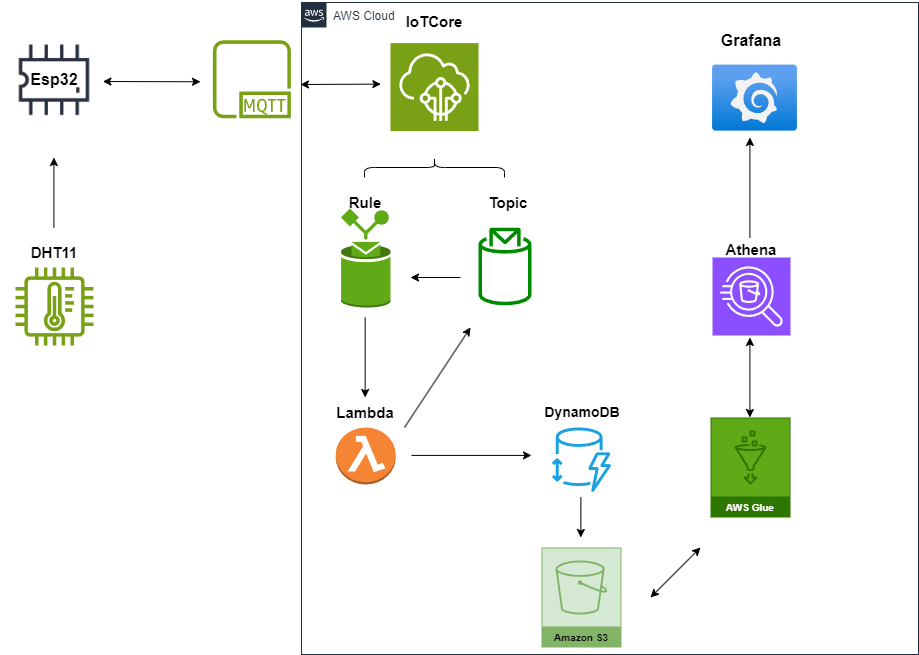 aws
AWS Cloud
IoTCore
Grafana
Esp32
MQTT
Rule
Topic
DHT11
Athena
Lambda
DynamoDB
AWS Glue
Amazon S3